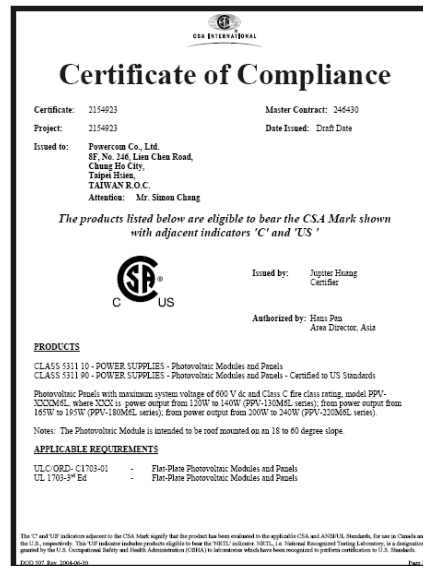 CSA INTERNATIONAL
Certificate of Compliance
Certificate: 2154923 Master Contract: 246430
Project: 2154923 Date Issued: Draft Date
Issued to: Powercom Co., Ltd.
8F, No. 246, Lien Chen Road,
Chung Ho City,
Taipei Hsien,
TAIWAN R.O.C.
Attention: Mr. Simon Chang
The products listed below are eligible to bear the CSA Mark shown
with adjacent indicators 'C' and 'US '
CSA ®
C US
Issued by: Jupiter Huang
Certifier
Authorized by: Hans Pan
Area Director, Asia
PRODUCTS
CLASS 5311 10 - POWER SUPPLIES - Photovoltaic Modules and Panels
CLASS 5311 90 - POWER SUPPLIES - Photovoltaic Modules and Panels - Certified to US Standards
Photovoltaic Panels with maximum system voltage of 600 V dc and Class C fire class rating, model PPV-
XXXM6L, where XXX is power output from 120W to 140W (PPV-130M6L series); from power output from
165W to 195W (PPV-180M6L series); from power output from 200W to 240W (PPV-220M6L series).
Notes: The Photovoltaic Module is intended to be roof mounted on an 18 to 60 degree slope.
APPLICABLE REQUIREMENTS
ULC/ORD- C1703-01 - Flat-Plate Photovoltaic Modules and Panels
UL 1703-3rd Ed - Flat-Plate Photovoltaic Modules and Panels
The 'C' and 'US' indicators adjacent to the CSA Mark signify that the product has been evaluated to the applicable CSA and ANSI/UL Standards, for use in Canada and
the U.S., respectively. This 'US' indicator includes products eligible to bear the 'NRTL' indicator. NRTL, i.e. National Recognized Testing Laboratory, is a designation
granted by the U.S. Occupational Safety and Health Administration (OSHA) to laboratories which have been recognized to perform certification to U.S. Standards.
DQD 507 Rev. 2004-06-30 Page